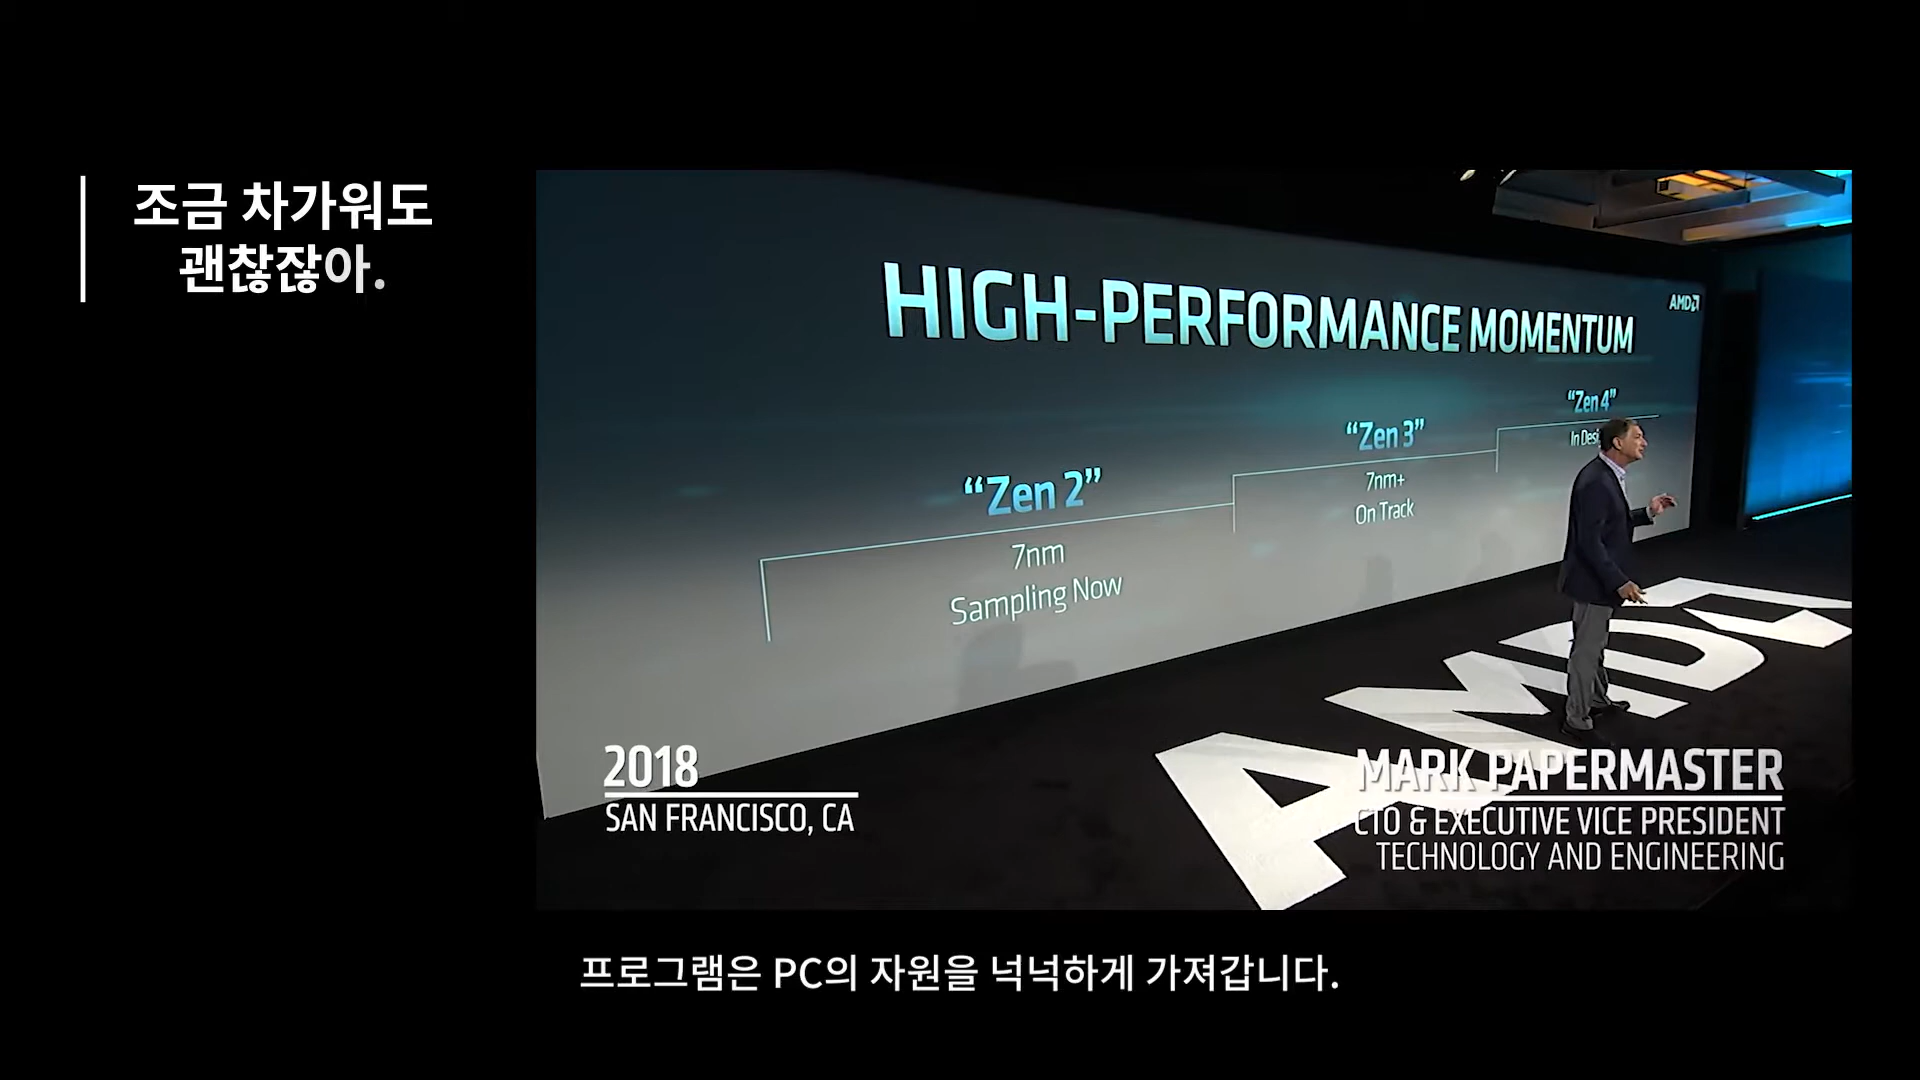 조금 차가워도
괜찮잖아.
HIGH-PERFORMANCE MOMENTUM
AMD
"Zen 2"
7nm
Sampling Now
"Zen 3"
7nm+
On Track
"Zen 4"
In
AMD
2018
SAN FRANCISCO, CA
MARK PAPERMASTER
CTO & EXECUTIVE VICE PRESIDENT
TECHNOLOGY AND ENGINEERING
프로그램은 PC의 자원을 넉넉하게 가져갑니다.